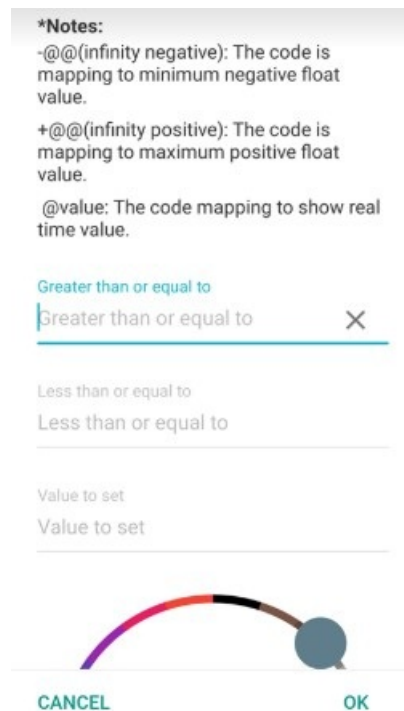 *Notes:
-@@(infinity negative): The code is
mapping to minimum negative float
value.
+@@(infinity positive): The code is
mapping to maximum positive float
value.
@value: The code mapping to show real
time value.
Greater than or equal to
Greater than or equal to
Less than or equal to
Less than or equal to
Value to set
Value to set
CANCEL OK